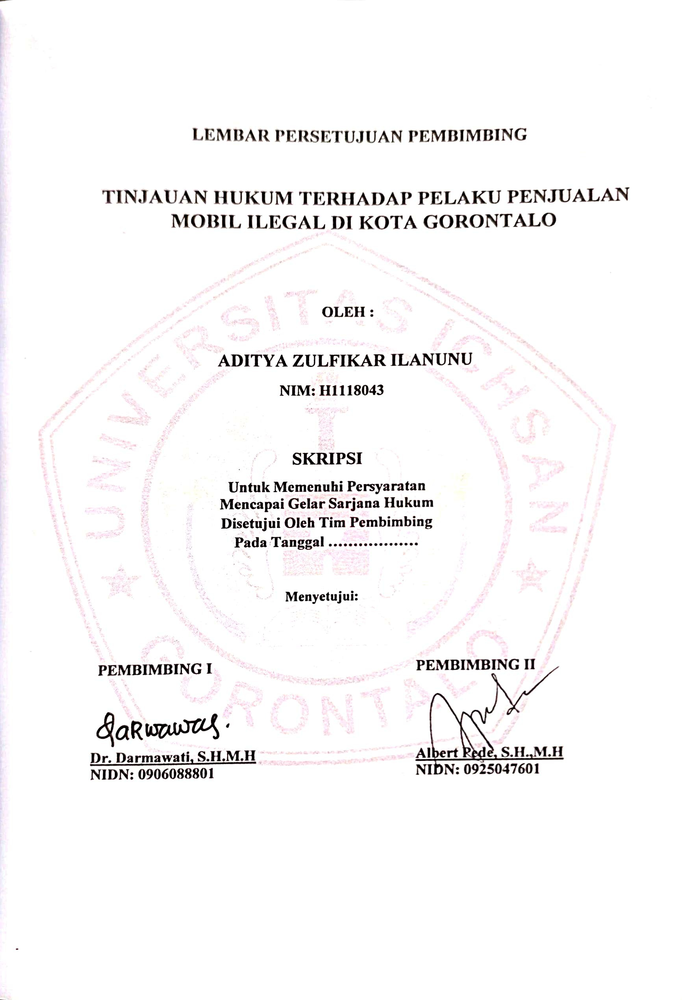 LEMBAR PERSETUJUAN PEMBIMBING
TINJAUAN HUKUM TERHADAP PELAKU PENJUALAN
MOBIL ILEGAL DI KOTA GORONTALO
UNIVERSITAS ICHSAN
GORONTALO
OLEH :
ADITYA ZULFIKAR ILANUNU
NIM: H1118043
SKRIPSI
Untuk Memenuhi Persyaratan
Mencapai Gelar Sarjana Hukum
Disetujui Oleh Tim Pembimbing
Pada Tanggal ..................
Menyetujui:
PEMBIMBING I
Dr. Darmawati, S.H.M.H
NIDN: 0906088801
PEMBIMBING II
Albert Pede, S.H.,M.H
NIDN: 0925047601